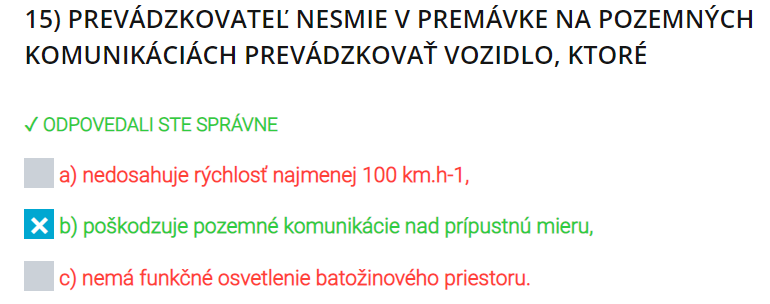 15) PREVÁDZKOVATEĽ NESMIE V PREMÁVKE NA POZEMNÝCH
KOMUNIKÁCIÁCH PREVÁDZKOVAŤ VOZIDLO, KTORÉ
✓ ODPOVEDALI STE SPRÁVNE
a) nedosahuje rýchlosť najmenej 100 km.h-1,
b) poškodzuje pozemné komunikácie nad prípustnú mieru,
c) nemá funkčné osvetlenie batožinového priestoru.